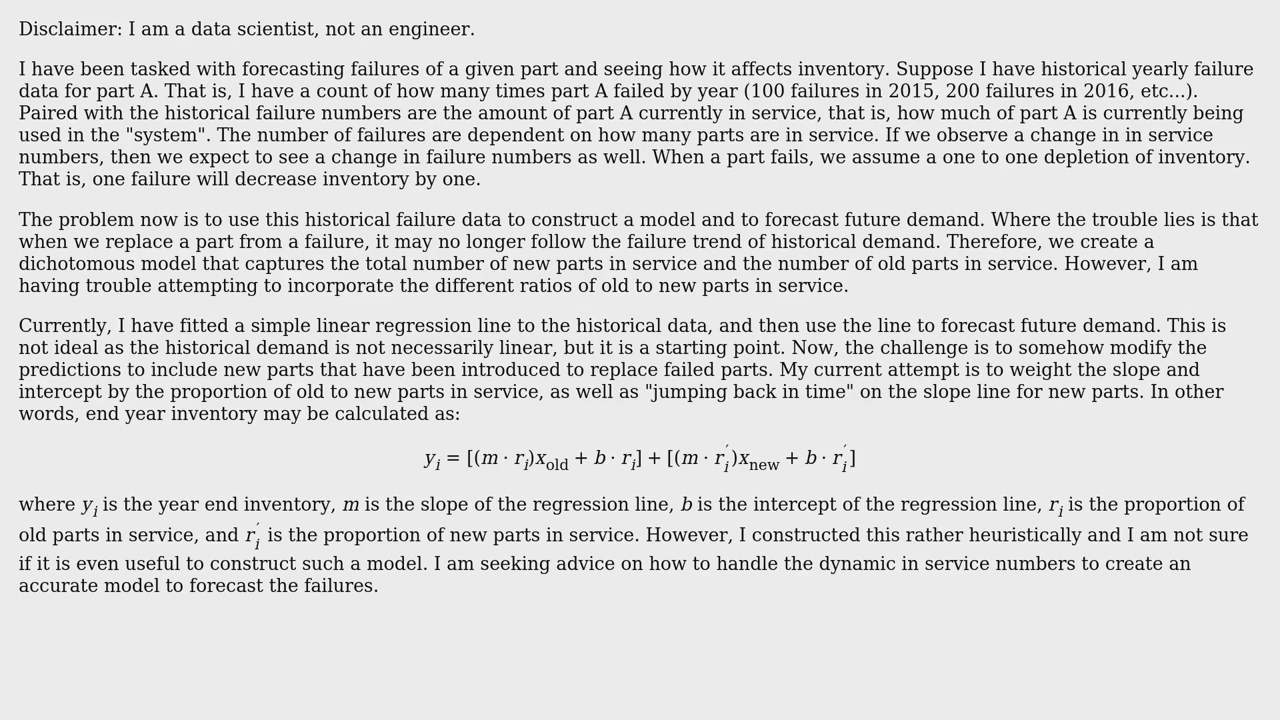 Disclaimer: I am a data scientist, not an engineer.
I have been tasked with forecasting failures of a given part and seeing how it affects inventory. Suppose I have historical yearly failure
data for part A. That is, I have a count of how many times part A failed by year (100 failures in 2015, 200 failures in 2016, etc...).
Paired with the historical failure numbers are the amount of part A currently in service, that is, how much of part A is currently being
used in the "system". The number of failures are dependent on how many parts are in service. If we observe a change in in service
numbers, then we expect to see a change in failure numbers as well. When a part fails, we assume a one to one depletion of inventory.
That is, one failure will decrease inventory by one.
The problem now is to use this historical failure data to construct a model and to forecast future demand. Where the trouble lies is that
when we replace a part from a failure, it may no longer follow the failure trend of historical demand. Therefore, we create a
dichotomous model that captures the total number of new parts in service and the number of old parts in service. However, I am
having trouble attempting to incorporate the different ratios of old to new parts in service.
Currently, I have fitted a simple linear regression line to the historical data, and then use the line to forecast future demand. This is
not ideal as the historical demand is not necessarily linear, but it is a starting point. Now, the challenge is to somehow modify the
predictions to include new parts that have been introduced to replace failed parts. My current attempt is to weight the slope and
intercept by the proportion of old to new parts in service, as well as "jumping back in time" on the slope line for new parts. In other
words, end year inventory may be calculated as:
y_i = [(m · r_i)x_old + b · r_i] + [(m · r_i′)x_new + b · r_i′]
where y_i is the year end inventory, m is the slope of the regression line, b is the intercept of the regression line, r_i is the proportion of
old parts in service, and r_i′ is the proportion of new parts in service. However, I constructed this rather heuristically and I am not sure
if it is even useful to construct such a model. I am seeking advice on how to handle the dynamic in service numbers to create an
accurate model to forecast the failures.